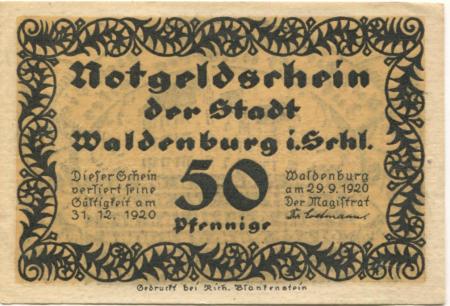 Notgeldschein
der Stadt
Waldenburg i. Schl.
Dieser Schein
verliert seine
Gültigkeit am
31. 12. 1920
50
Pfennige
Waldenburg
am 29. 9. 1920
Der Magistrat
Gedruckt bei Rich. Blankenstein